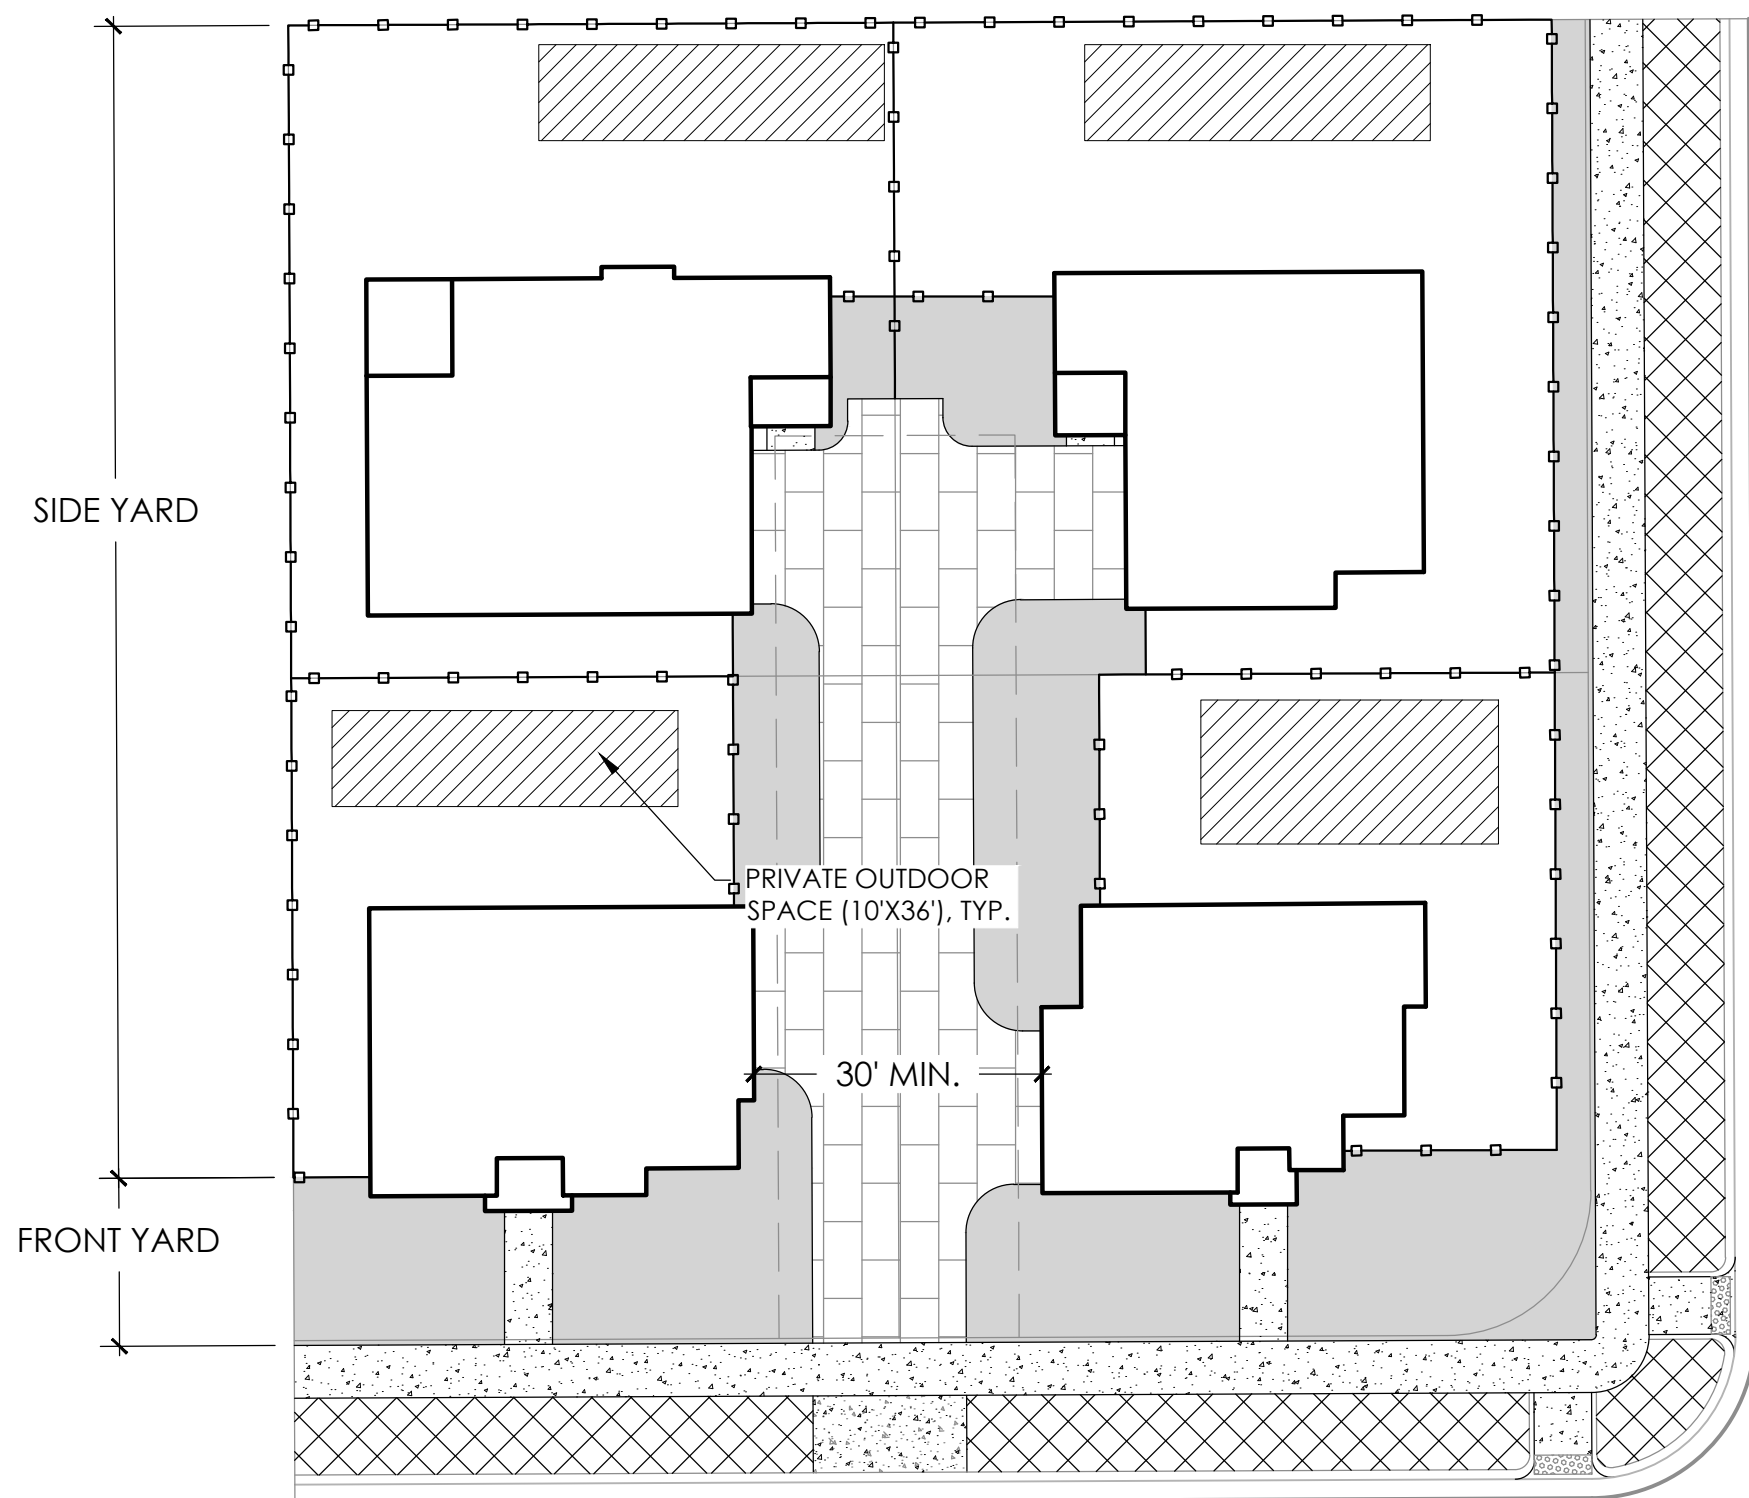 SIDE YARD
PRIVATE OUTDOOR
SPACE (10'X36'), TYP.
30' MIN.
FRONT YARD